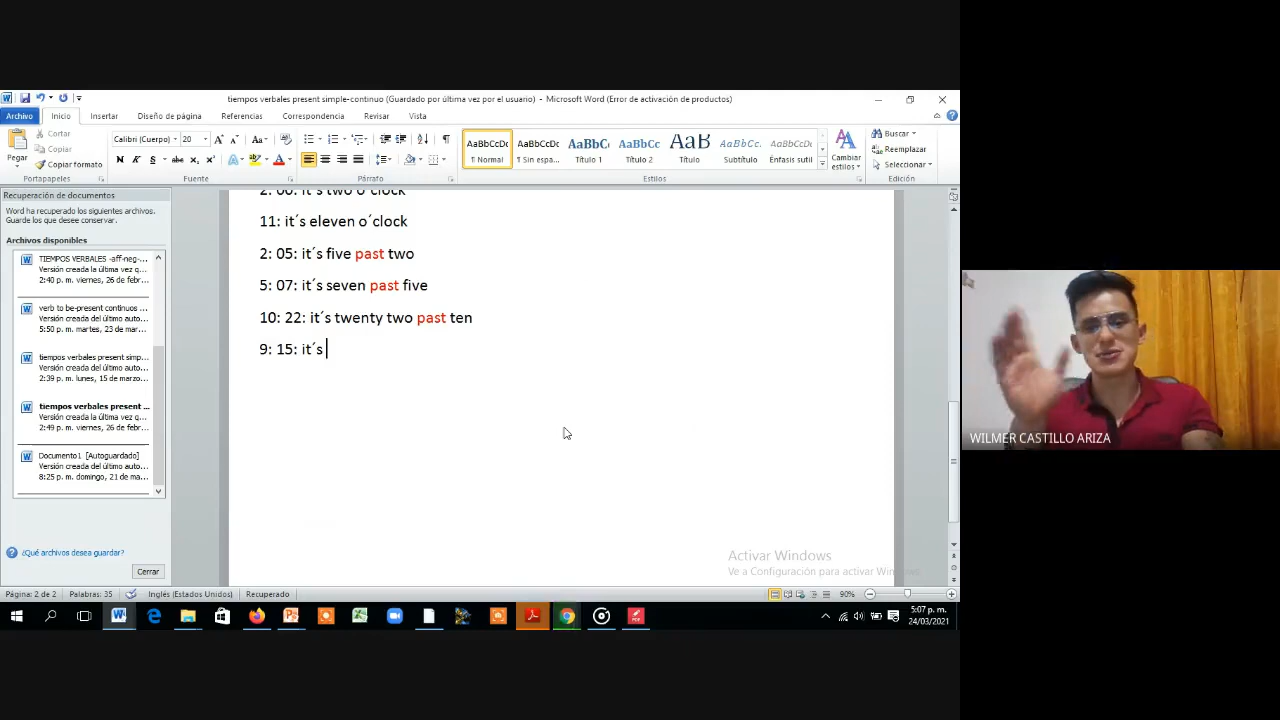 tiempos verbales present simple-continuo (Guardado por última vez por el usuario) - Microsoft Word (Error de activación de productos)
Archivo Inicio Insertar Diseño de página Referencias Correspondencia Revisar Vista
Pegar
Cortar
Copiar
Copiar formato
Portapapeles
Calibri (Cuerpo) 20
Fuente
Párrafo
AaBbCcDc AaBbCcDc AaBbC AaBbCc AaB AaBbCc. AaBbCcDc
¶ Normal ¶ Sin espa... Título 1 Título 2 Título Subtítulo Énfasis sutil
Estilos
Cambiar estilos
Buscar
Reemplazar
Seleccionar
Edición
Recuperación de documentos
Word ha recuperado los siguientes archivos.
Guarde los que desee conservar.
Archivos disponibles
TIEMPOS VERBALES -aff-neg-...
Versión creada la última vez q...
2:40 p. m. viernes, 26 de febr...
verb to be-present continuos ...
Versión creada del último auto...
5:50 p. m. martes, 23 de mar...
tiempos verbales present simp...
Versión creada del último auto...
2:39 p. m. lunes, 15 de marzo...
tiempos verbales present ...
Versión creada la última vez q...
2:49 p. m. viernes, 26 de febr...
Documento1 [Autoguardado]
Versión creada del último auto...
8:25 p. m. domingo, 21 de ma...
¿Qué archivos desea guardar?
Cerrar
2: 00: it´s two o´clock
11: it´s eleven o´clock
2: 05: it´s five past two
5: 07: it´s seven past five
10: 22: it´s twenty two past ten
9: 15: it´s
Activar Windows
Ve a Configuración para activar Windows.
WILMER CASTILLO ARIZA
Página: 2 de 2 Palabras: 35 Inglés (Estados Unidos) Recuperado 90%
5:07 p. m.
24/03/2021